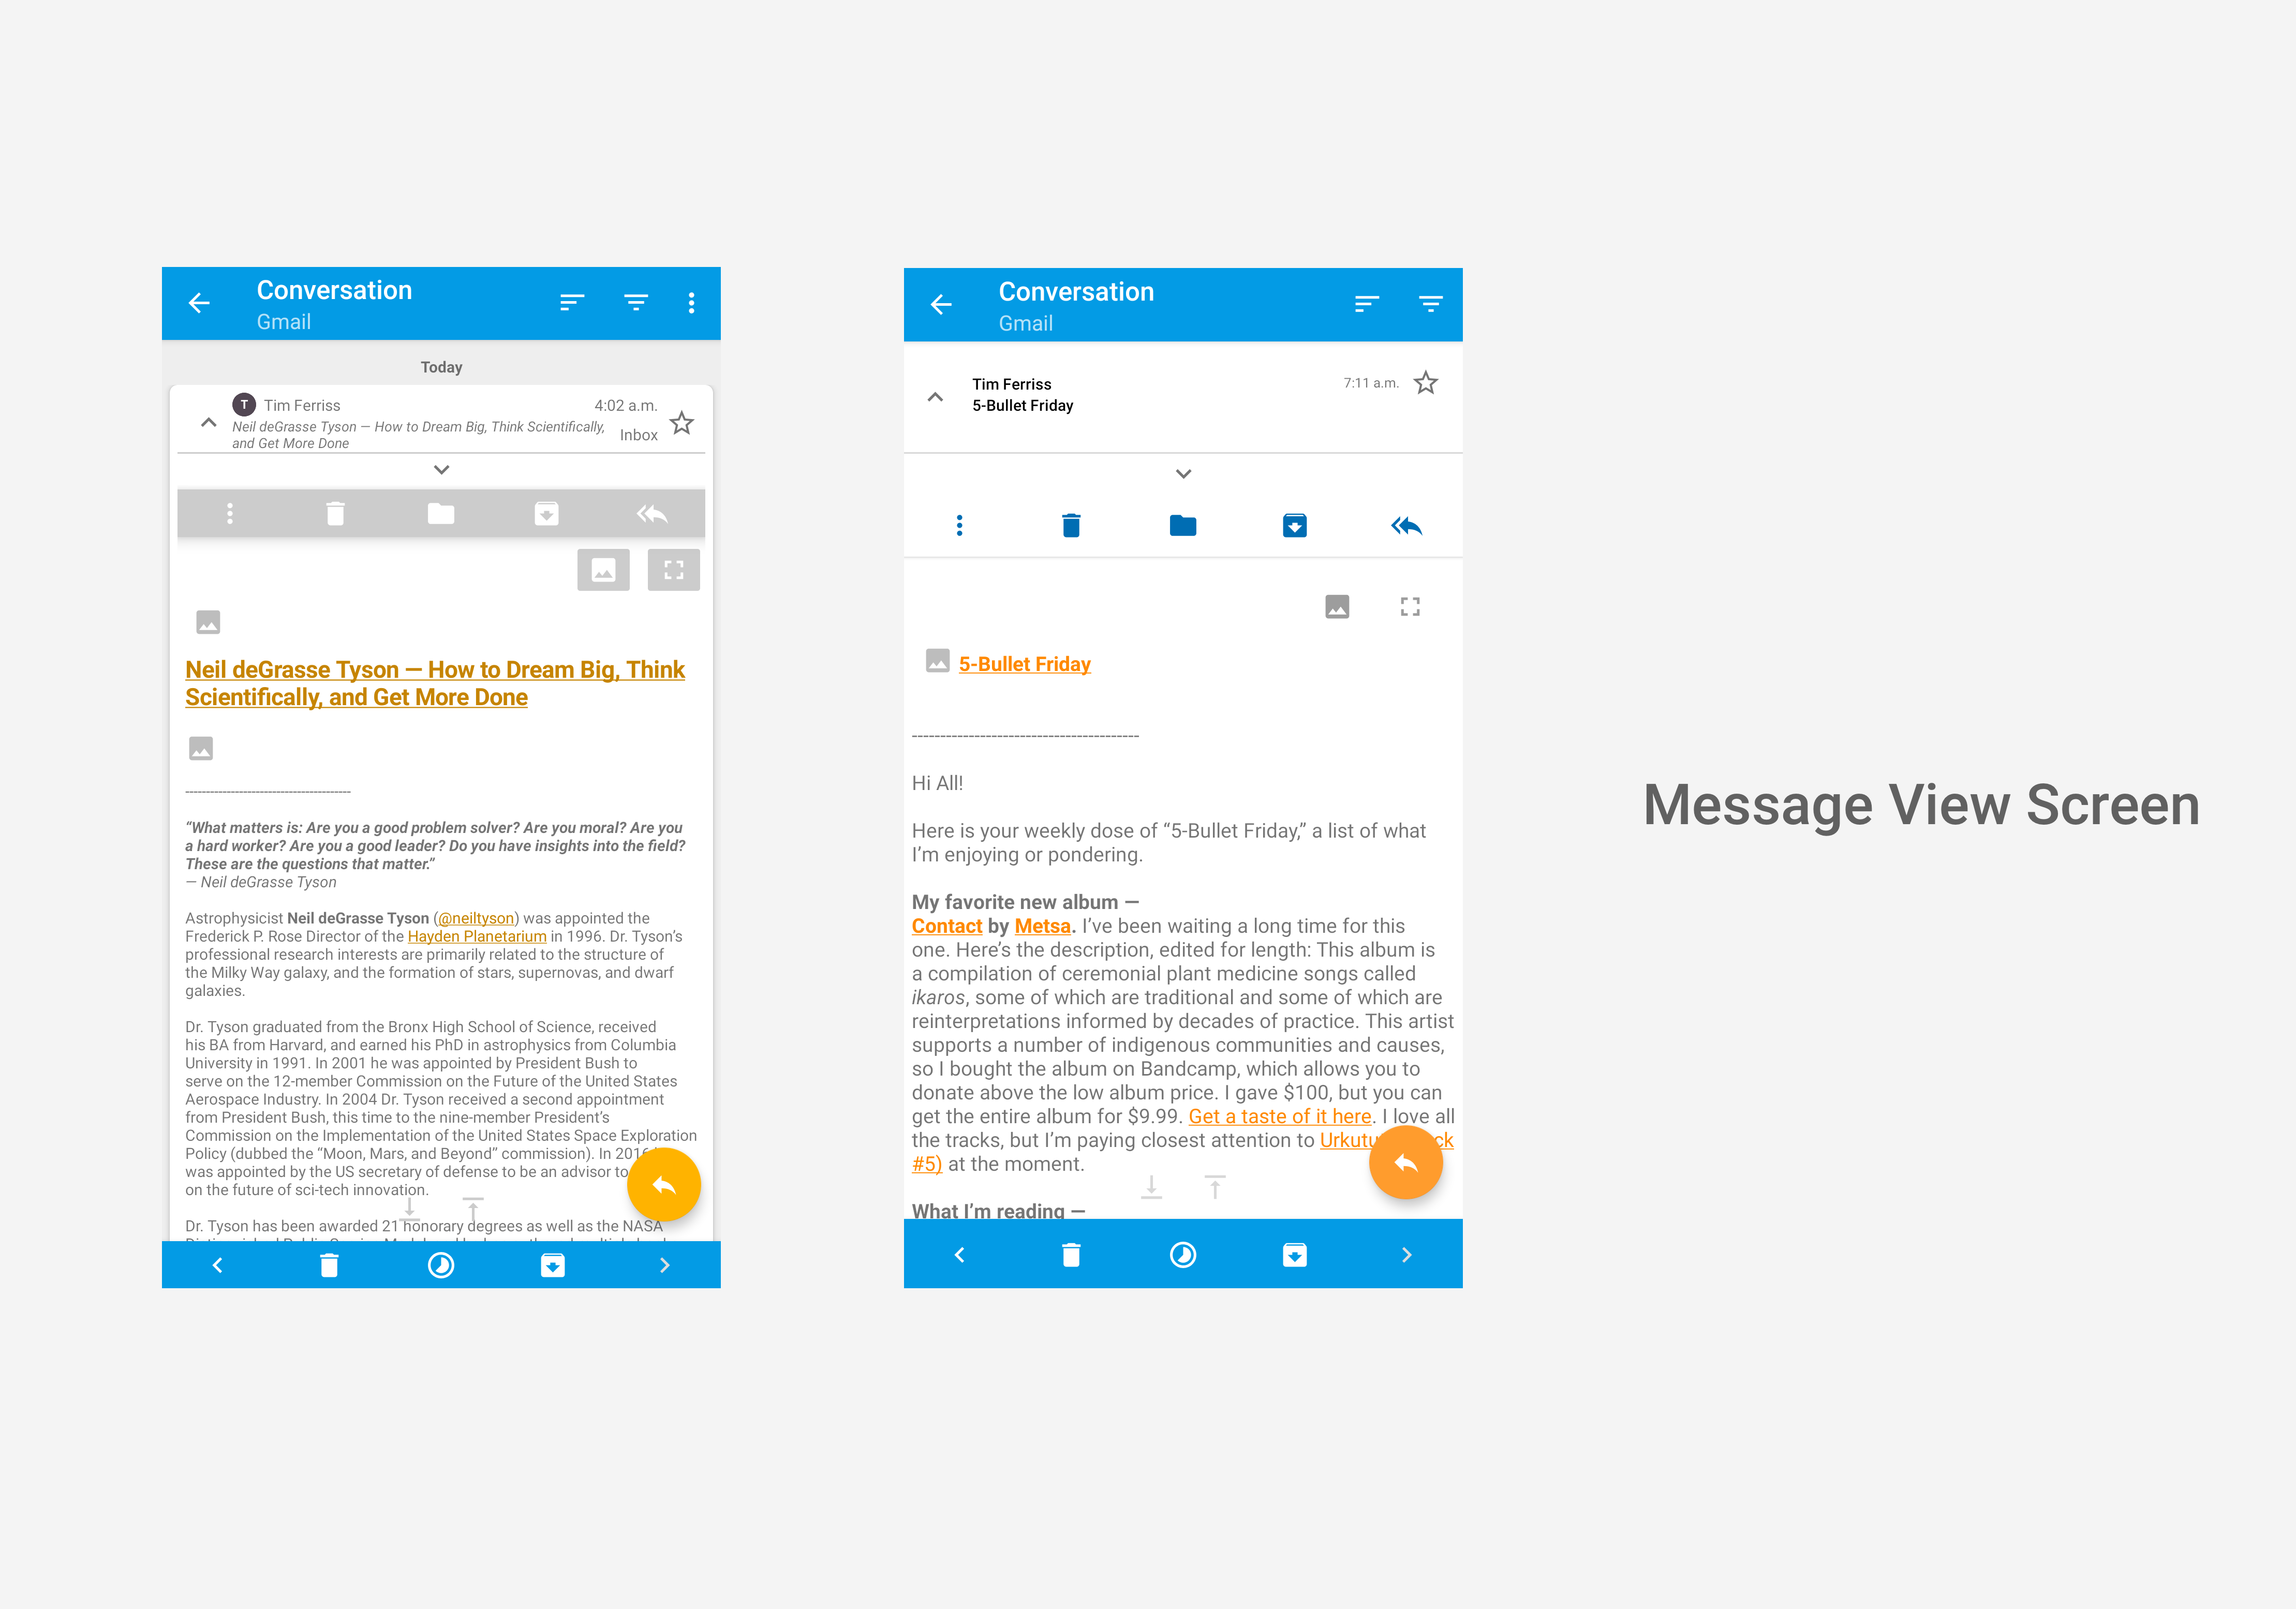 Conversation
Gmail
Today
T
Tim Ferriss
4:02 a.m.
Neil deGrasse Tyson — How to Dream Big, Think Scientifically,
and Get More Done
Inbox
Neil deGrasse Tyson — How to Dream Big, Think
Scientifically, and Get More Done
----------------------------------------
“What matters is: Are you a good problem solver? Are you moral? Are you
a hard worker? Are you a good leader? Do you have insights into the field?
These are the questions that matter.”
— Neil deGrasse Tyson
Astrophysicist Neil deGrasse Tyson (@neiltyson) was appointed the
Frederick P. Rose Director of the Hayden Planetarium in 1996. Dr. Tyson’s
professional research interests are primarily related to the structure of
the Milky Way galaxy, and the formation of stars, supernovas, and dwarf
galaxies.
Dr. Tyson graduated from the Bronx High School of Science, received
his BA from Harvard, and earned his PhD in astrophysics from Columbia
University in 1991. In 2001 he was appointed by President Bush to
serve on the 12-member Commission on the Future of the United States
Aerospace Industry. In 2004 Dr. Tyson received a second appointment
from President Bush, this time to the nine-member President’s
Commission on the Implementation of the United States Space Exploration
Policy (dubbed the “Moon, Mars, and Beyond” commission). In 2016
was appointed by the US secretary of defense to be an advisor to
on the future of sci-tech innovation.
Dr. Tyson has been awarded 21 honorary degrees as well as the NASA
Conversation
Gmail
Tim Ferriss
7:11 a.m.
5-Bullet Friday
5-Bullet Friday
----------------------------------------
Hi All!
Here is your weekly dose of “5-Bullet Friday,” a list of what
I’m enjoying or pondering.
My favorite new album —
Contact by Metsa. I’ve been waiting a long time for this
one. Here’s the description, edited for length: This album is
a compilation of ceremonial plant medicine songs called
ikaros, some of which are traditional and some of which are
reinterpretations informed by decades of practice. This artist
supports a number of indigenous communities and causes,
so I bought the album on Bandcamp, which allows you to
donate above the low album price. I gave $100, but you can
get the entire album for $9.99. Get a taste of it here. I love all
the tracks, but I’m paying closest attention to
#5) at the moment.
What I’m reading —
Message View Screen